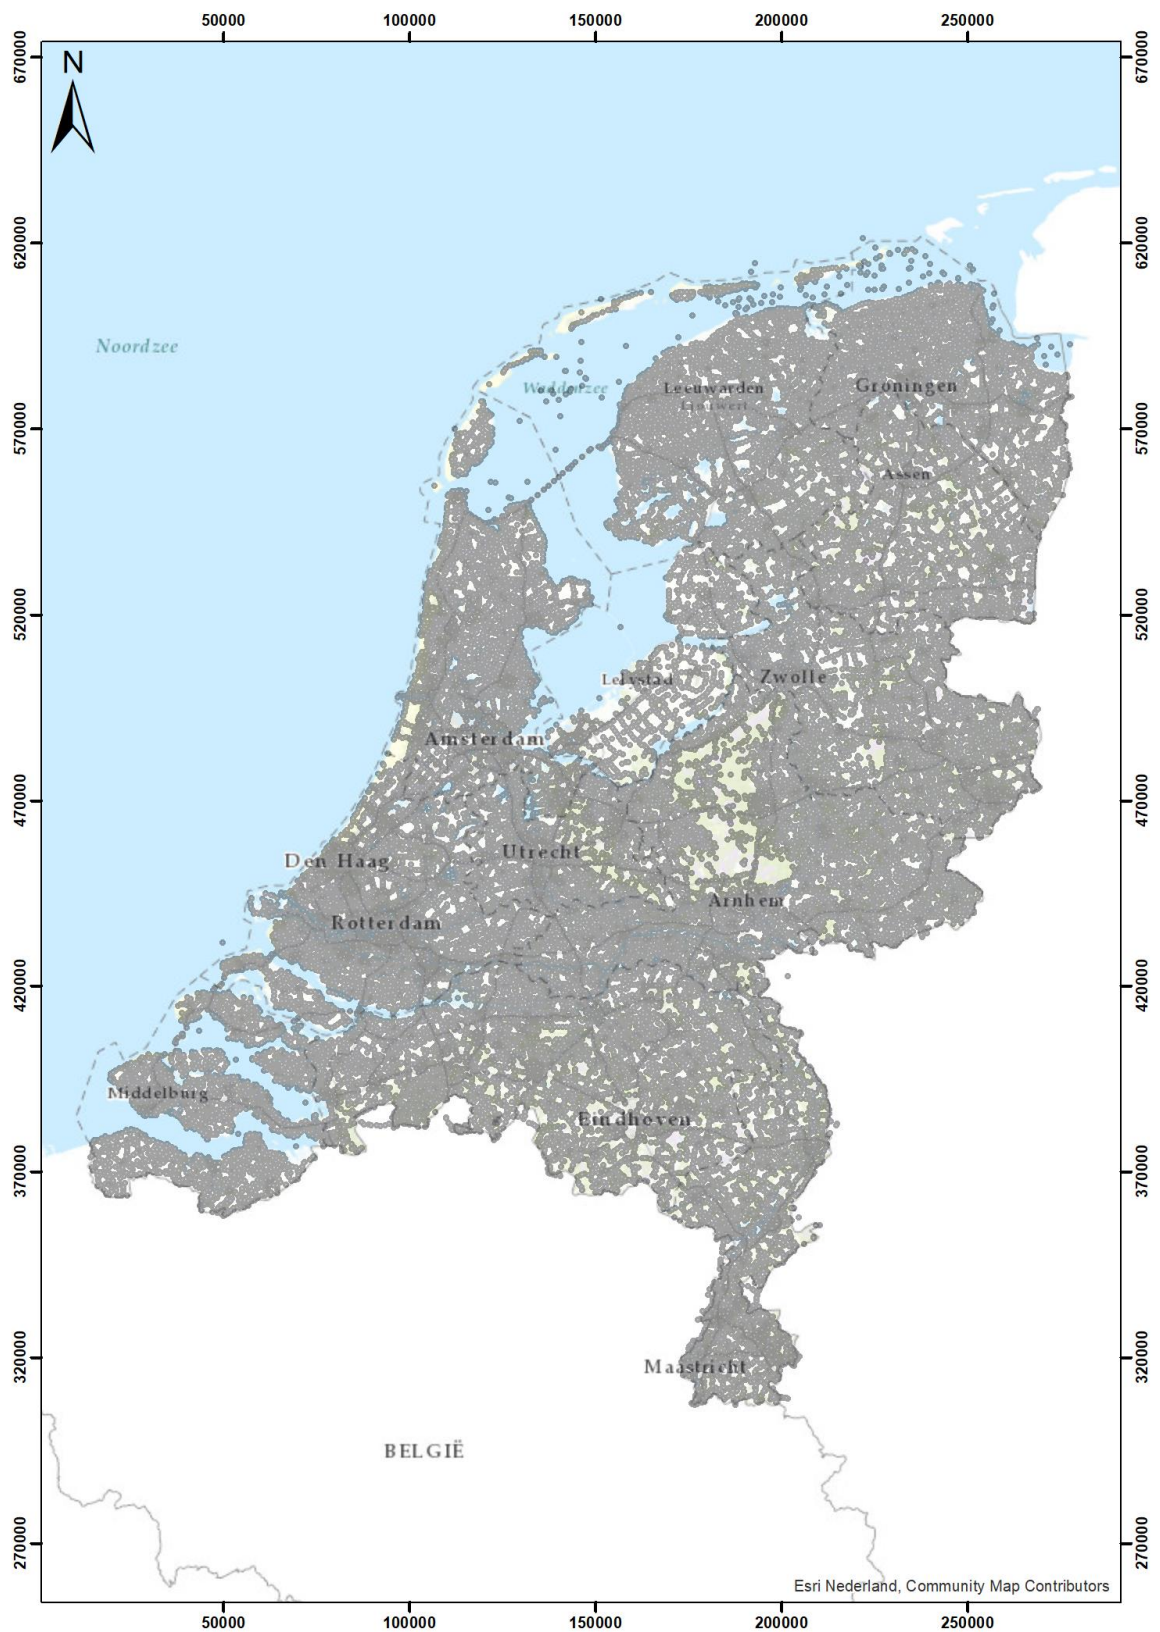 50000 100000 150000 200000 250000
670000 670000
N
620000 620000
Noordzee
Waddenzee
Leeuwarden
Ljouwert
Groningen
570000 570000
Assen
520000 520000
Lelystad
Zwolle
Amsterdam
470000 470000
Utrecht
Den Haag
Arnhem
Rotterdam
420000 420000
Middelburg
Eindhoven
370000 370000
320000 320000
Maastricht
BELGIË
270000 270000
Esri Nederland, Community Map Contributors
50000 100000 150000 200000 250000